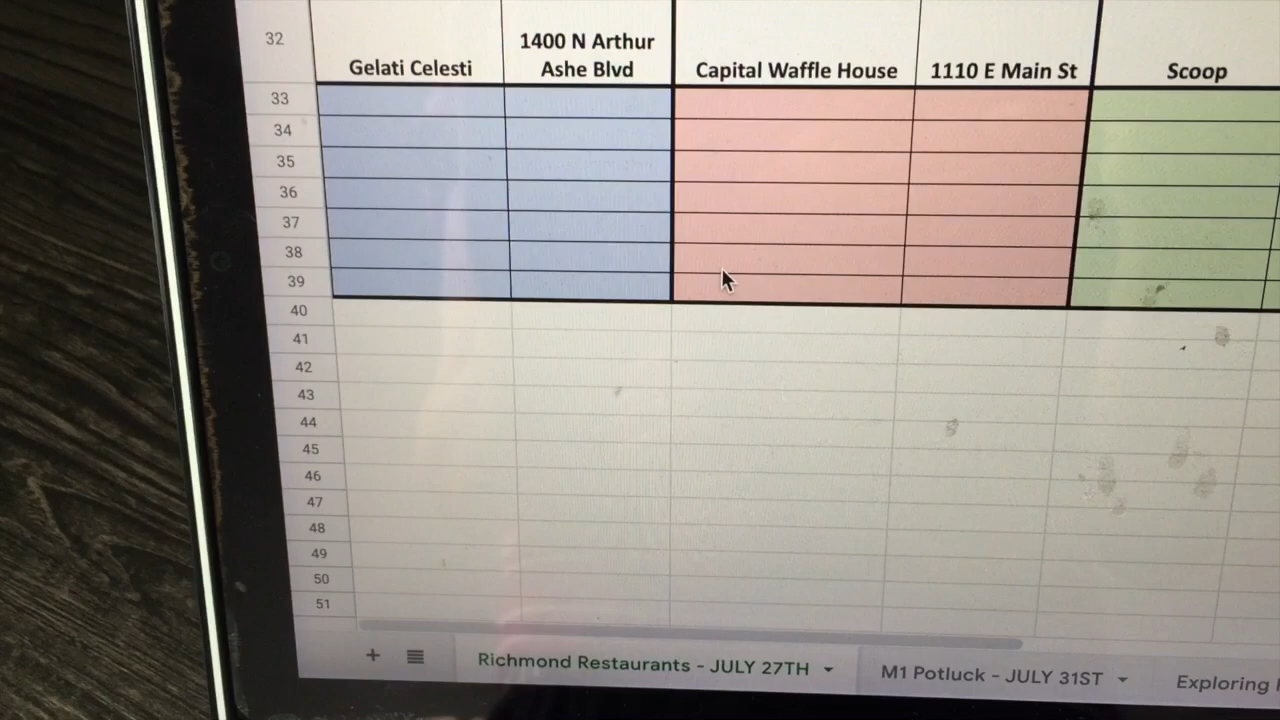 32
Gelati Celesti
1400 N Arthur
Ashe Blvd
Capital Waffle House
1110 E Main St
Scoop
33
34
35
36
37
38
39
40
41
42
43
44
45
46
47
48
49
50
51
+
Richmond Restaurants - JULY 27TH
M1 Potluck - JULY 31ST
Exploring